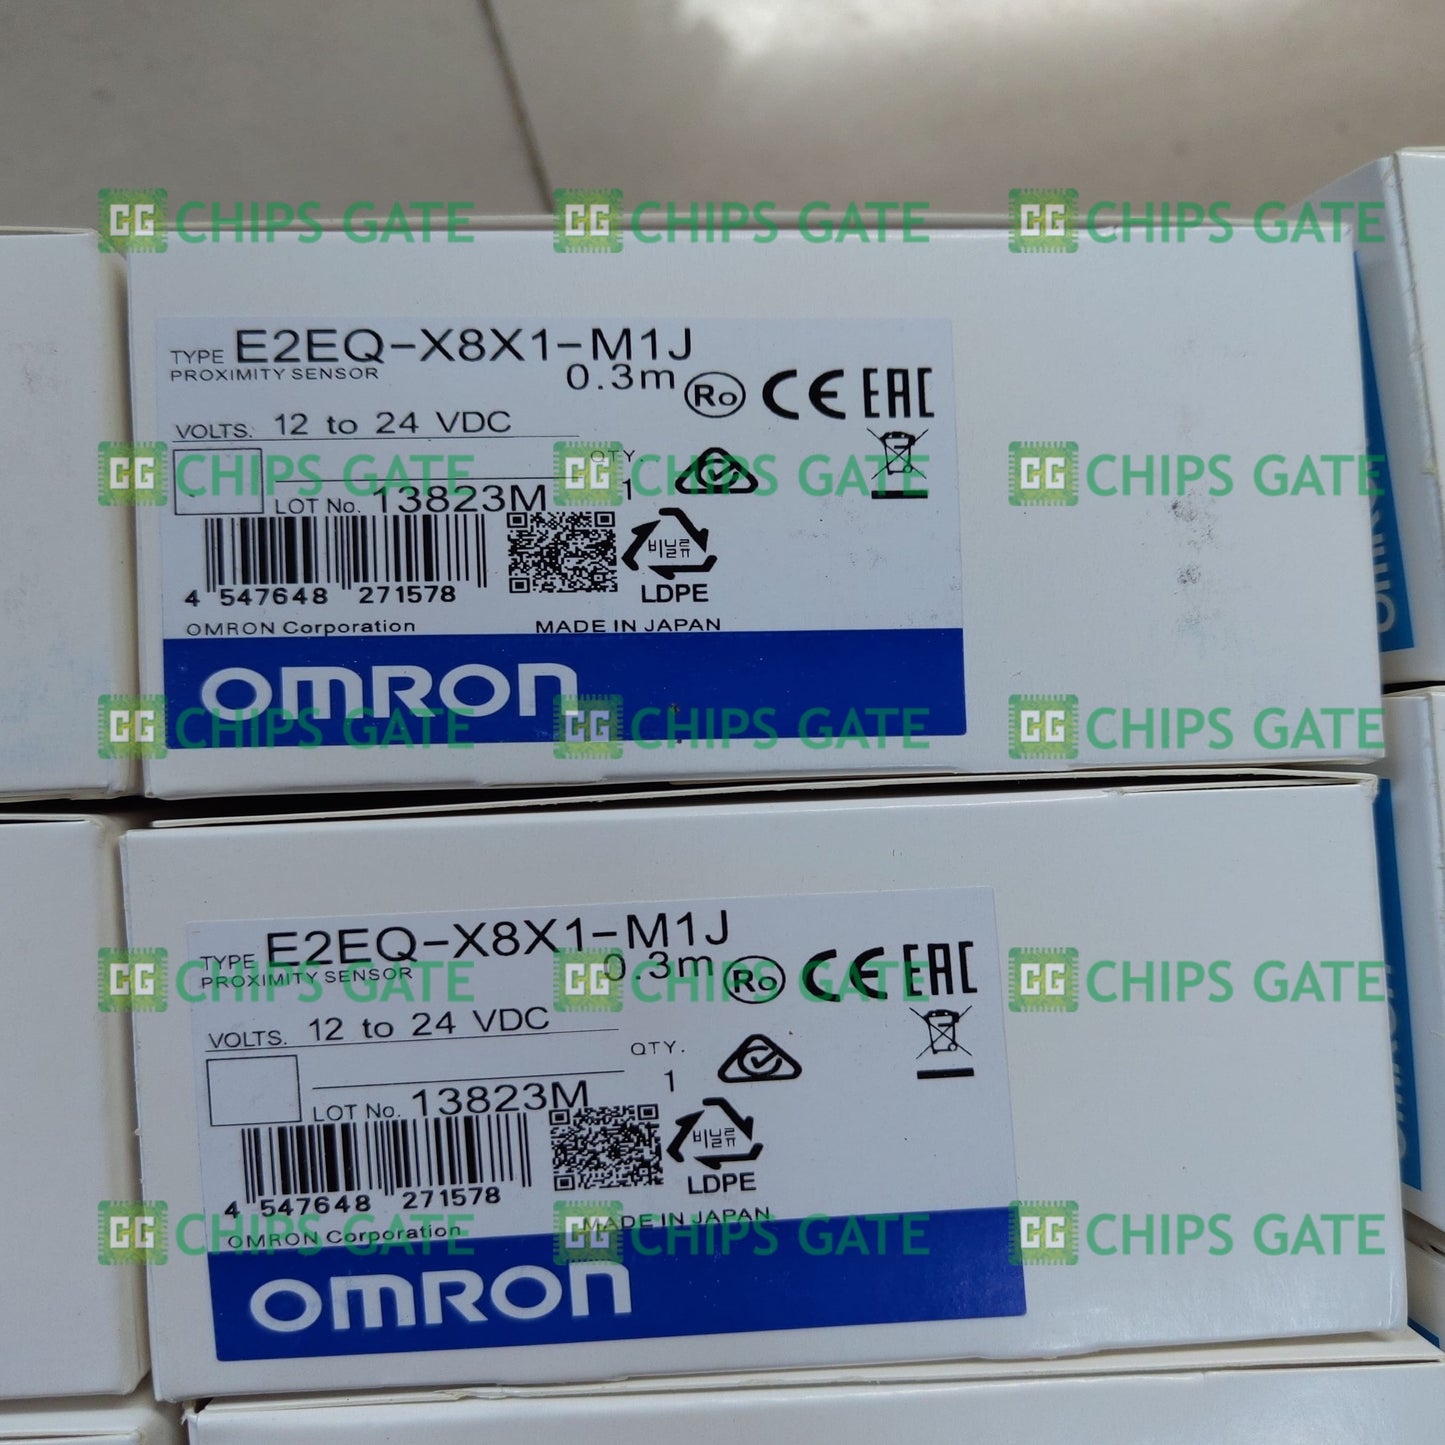 CG CHIPS GATE CG CHIPS GATE CG CHIPS GATE
TYPE E2EQ-X8X1-M1J
PROXIMITY SENSOR 0.3m
Ro CE EAC
VOLTS. 12 to 24 VDC
CG CHIPS GATE CG CHIPS GATE CG CHIPS GATE
QTY
1
LOT No. 13823M
비닐류
LDPE
4 547648 271578
OMRON Corporation MADE IN JAPAN
OMRON
OMRON
CG CHIPS GATE CG CHIPS GATE CG CHIPS GATE
TYPE E2EQ-X8X1-M1J
PROXIMITY SENSOR 0.3m
Ro CE EAC
CG CHIPS GATE CG CHIPS GATE CG CHIPS GATE
VOLTS. 12 to 24 VDC
QTY.
1
LOT No. 13823M
비닐류
LDPE
4 547648 271578
OMRON Corporation MADE IN JAPAN
CG CHIPS GATE CG CHIPS GATE CG CHIPS GATE
OMRON